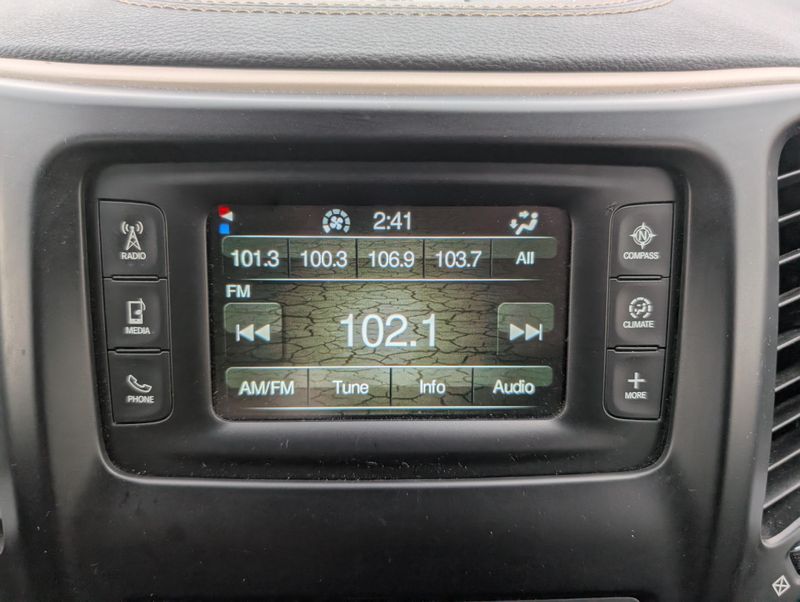 2:41
101.3 100.3 106.9 103.7 All
FM
102.1
AM/FM Tune Info Audio
RADIO
MEDIA
PHONE
N
COMPASS
CLIMATE
MORE